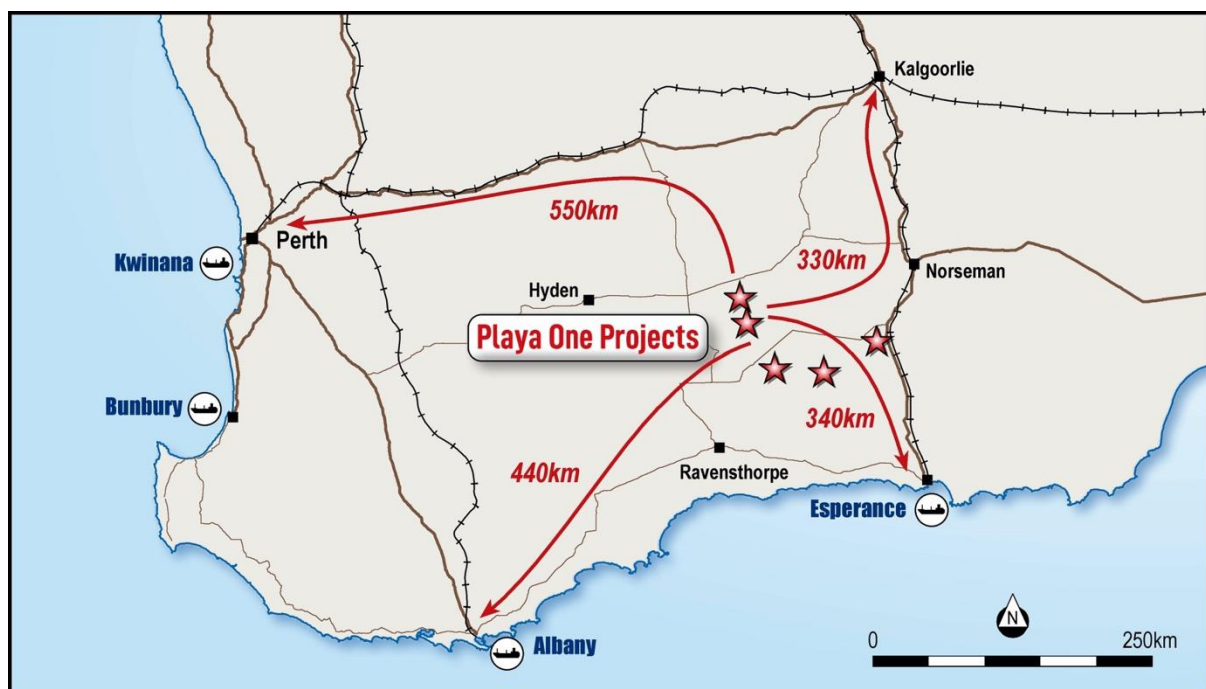 Kalgoorlie
550km
Perth
Kwinana
330km
Norseman
Hyden
Playa One Projects
Bunbury
340km
440km
Ravensthorpe
Esperance
N
Albany
0 250km